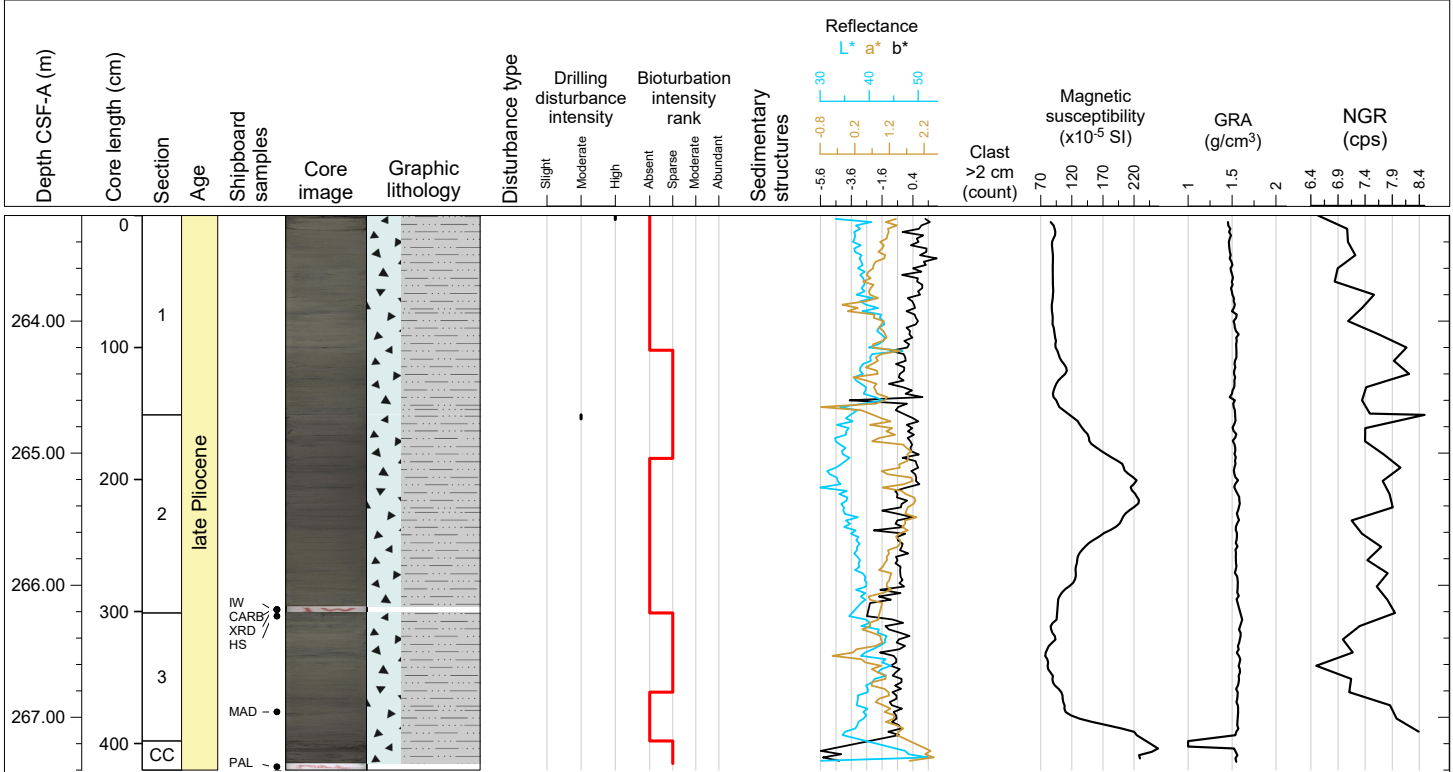 Depth CSF-A (m)
Core length (cm)
Section
Age
Shipboard
samples
Core
image
Graphic
lithology
Disturbance type
Drilling
disturbance
intensity
Slight
Moderate
High
Bioturbation
intensity
rank
Absent
Sparse
Moderate
Abundant
Sedimentary
structures
Reflectance
L* a* b*
30 40 50
-0.8 0.2 1.2 2.2
-5.6 -3.6 -1.6 0.4
Clast
>2 cm
(count)
Magnetic
susceptibility
(x10-5 SI)
70 120 170 220
GRA
(g/cm3)
1 1.5 2
NGR
(cps)
6.4 6.9 7.4 7.9 8.4
0
264.00
1
100
265.00
200
2
late Pliocene
266.00
300
IW
CARB
XRD
HS
3
267.00
MAD
400
CC
PAL